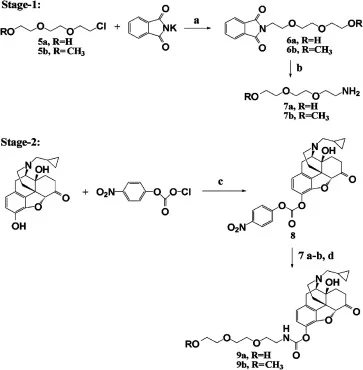 Stage-1:
RO O O Cl + O NK O a O N O O O OR
5a, R=H
5b, R=CH3
6a, R=H
6b, R=CH3
b
RO O O NH2
7a, R=H
7b, R=CH3
Stage-2:
N OH O O OH + O2N O O Cl O c N OH O O O O O O2N
8
7 a-b, d
RO O O H N O O N OH O O
9a, R=H
9b, R=CH3